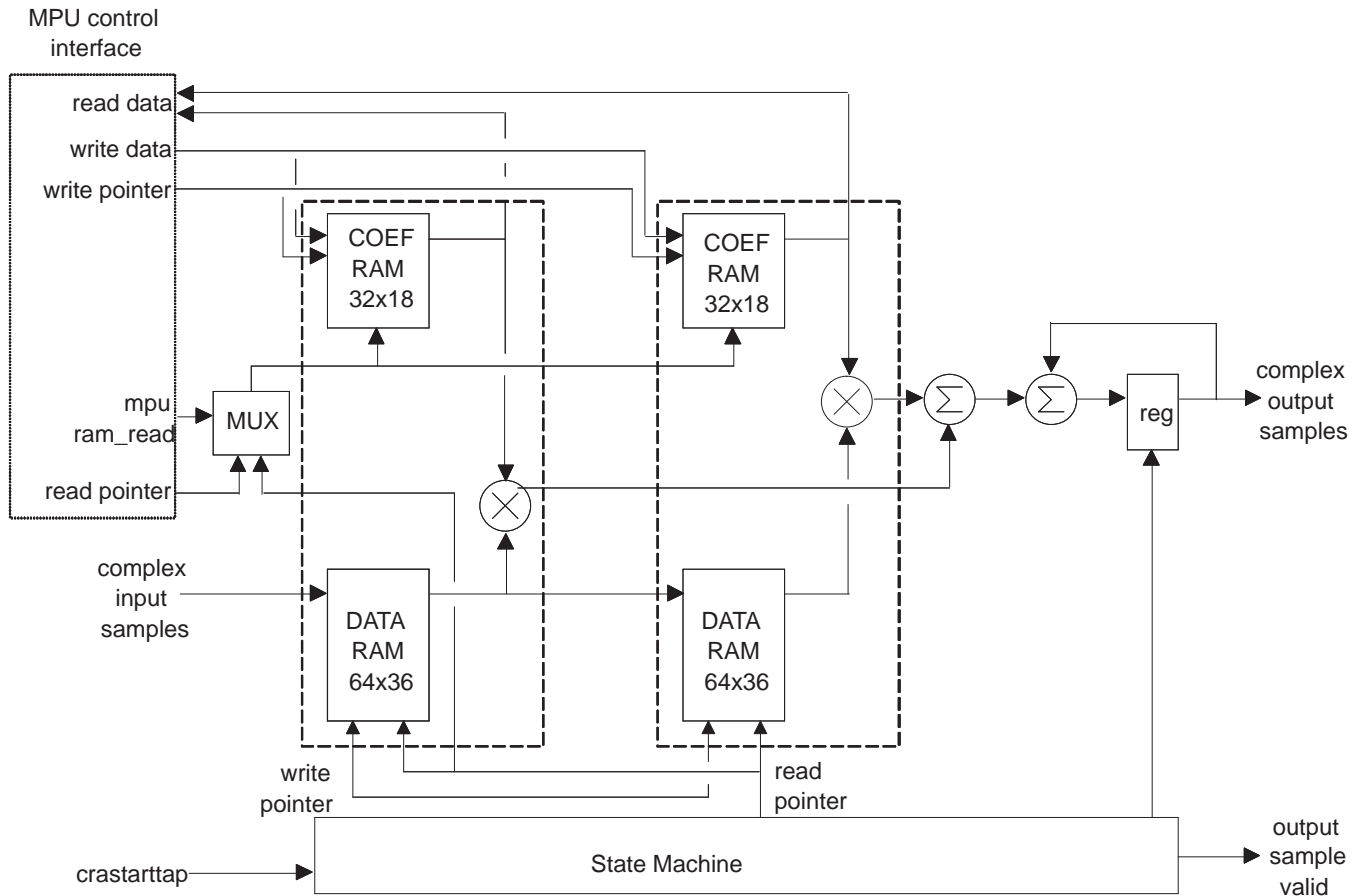 MPU control
interface
read data
write data
write pointer
COEF
RAM
32x18
COEF
RAM
32x18
mpu
ram_read
MUX
read pointer
Σ
Σ
reg
complex
output
samples
complex
input
samples
DATA
RAM
64x36
DATA
RAM
64x36
write
pointer
read
pointer
State Machine
crastarttap
output
sample
valid